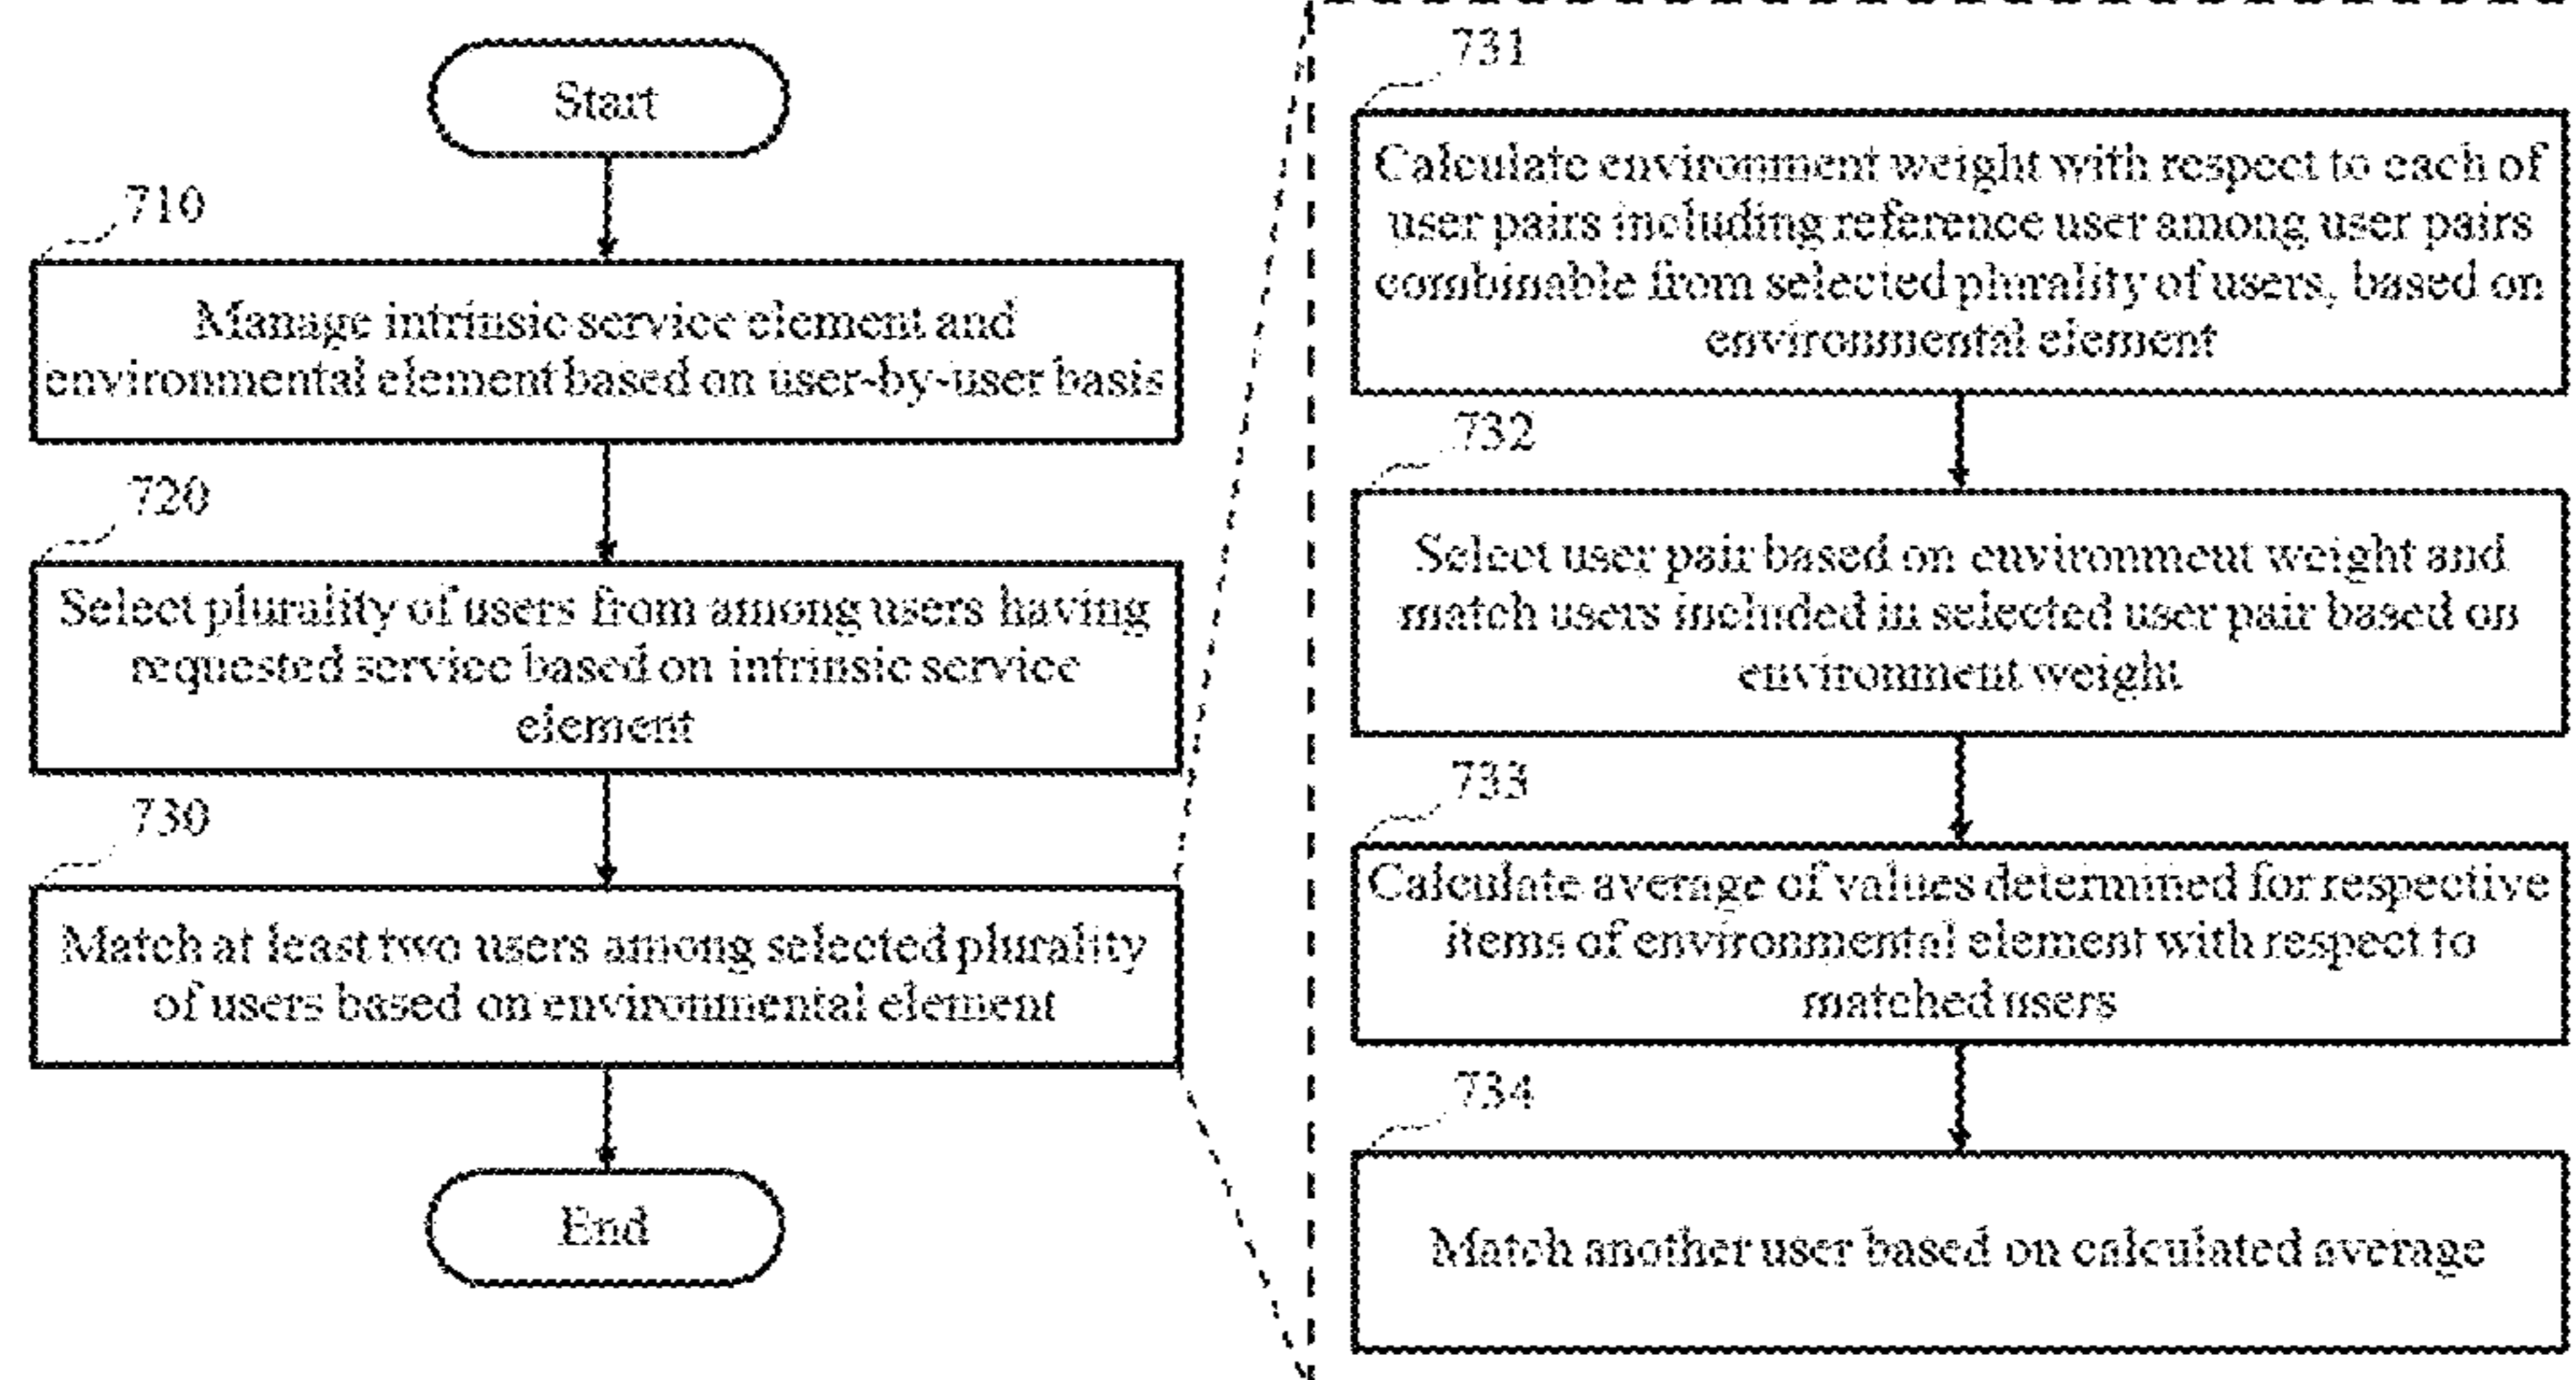 Start
710
Manage intrinsic service element and
environmental element based on user-by-user basis
720
Select plurality of users from among users having
requested service based on intrinsic service
element
730
Match at least two users among selected plurality
of users based on environmental element
End
731
Calculate environment weight with respect to each of
user pairs including reference user among user pairs
combinable from selected plurality of users, based on
environmental element
732
Select user pair based on environment weight and
match users included in selected user pair based on
environment weight
733
Calculate average of values determined for respective
items of environmental element with respect to
matched users
734
Match another user based on calculated average